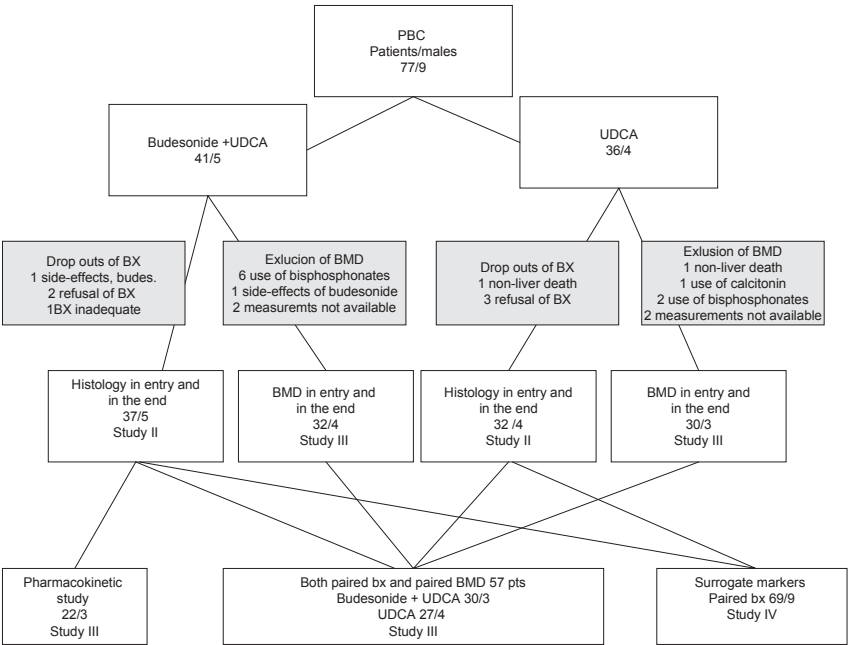 PBC
Patients/males
77/9
Budesonide +UDCA
41/5
UDCA
36/4
Drop outs of BX
1 side-effects, budes.
2 refusal of BX
1BX inadequate
Exlucion of BMD
6 use of bisphosphonates
1 side-effects of budesonide
2 measuremts not available
Drop outs of BX
1 non-liver death
3 refusal of BX
Exlusion of BMD
1 non-liver death
1 use of calcitonin
2 use of bisphosphonates
2 measurements not available
Histology in entry and
in the end
37/5
Study II
BMD in entry and
in the end
32/4
Study III
Histology in entry and
in the end
32 /4
Study II
BMD in entry and
in the end
30/3
Study III
Pharmacokinetic
study
22/3
Study III
Both paired bx and paired BMD 57 pts
Budesonide + UDCA 30/3
UDCA 27/4
Study III
Surrogate markers
Paired bx 69/9
Study IV